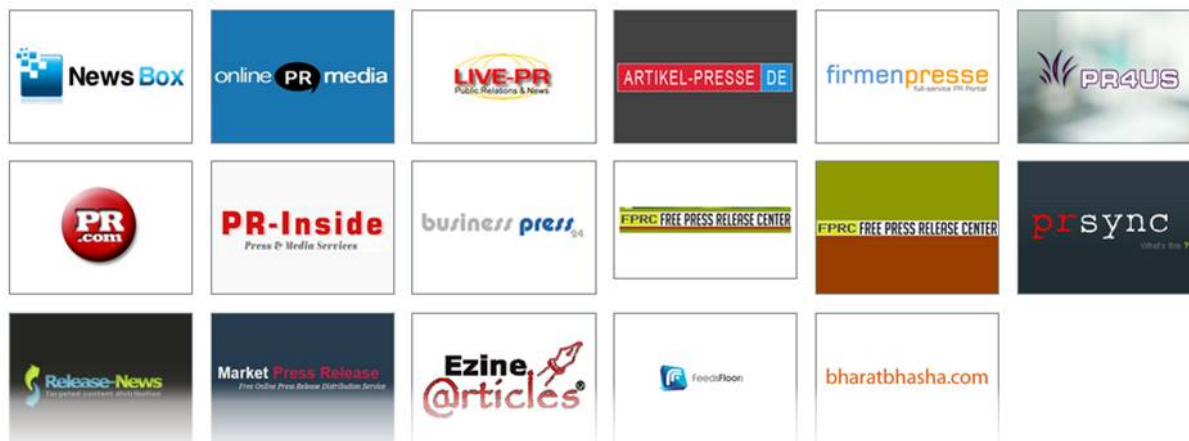 News Box
online PR media
LIVE-PR
Public Relations & News
ARTIKEL-PRESSE DE
firmenpresse
full-service PR Portal
PR4US
PR
.com
PR-Inside
Press & Media Services
business press
24
FPRC FREE PRESS RELEASE CENTER
FPRC FREE PRESS RELEASE CENTER
prsync
What's this ?
Release-News
Targeted content distribution
Market Press Release
Free Online Press Release Distribution Service
Ezine
@rticles®
FeedsFloor
bharatbhasha.com